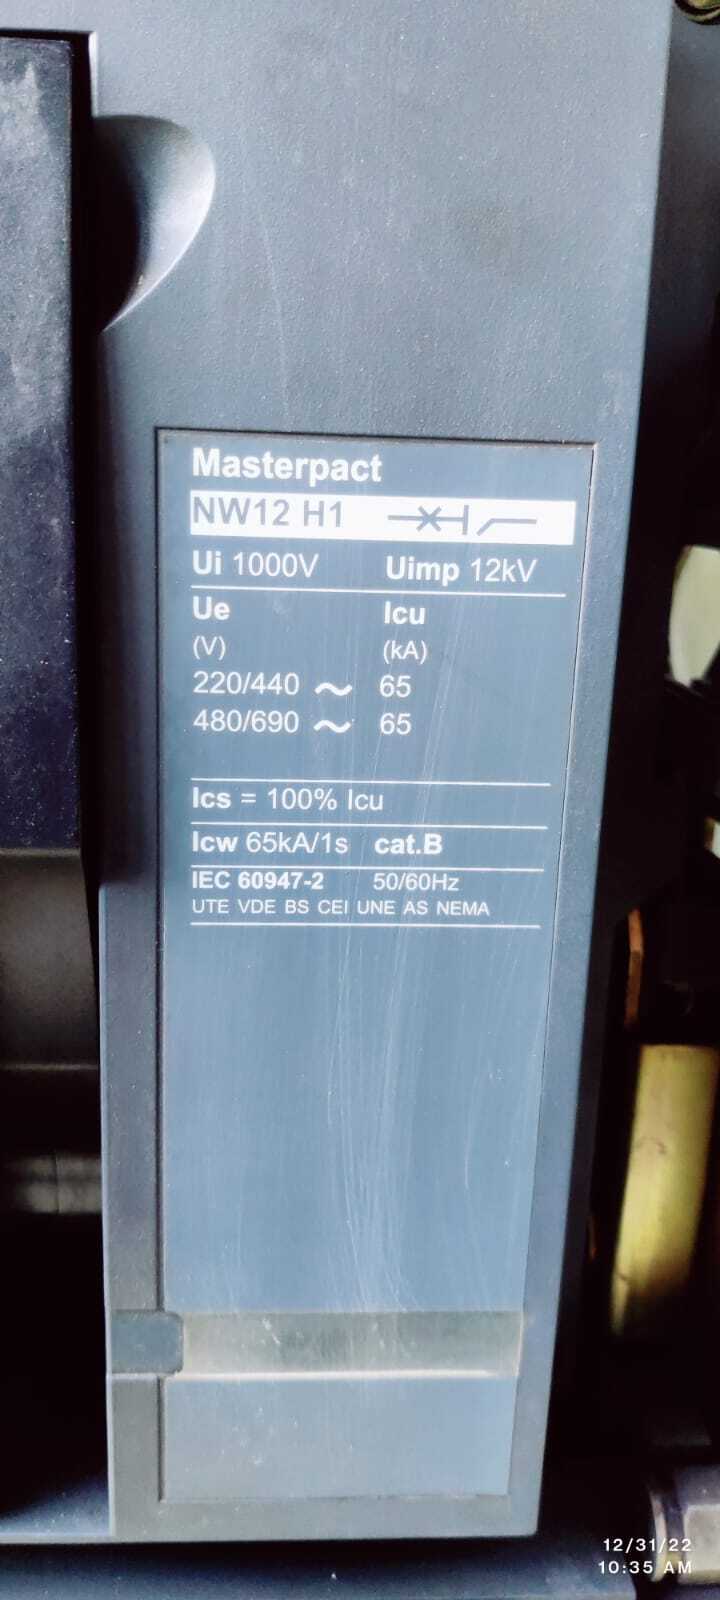 Masterpact
NW12 H1
Ui 1000V Uimp 12kV
Ue Icu
(V) (kA)
220/440 ~ 65
480/690 ~ 65
Ics = 100% Icu
Icw 65kA/1s cat.B
IEC 60947-2 50/60Hz
UTE VDE BS CEI UNE AS NEMA
12/31/22
10:35 AM